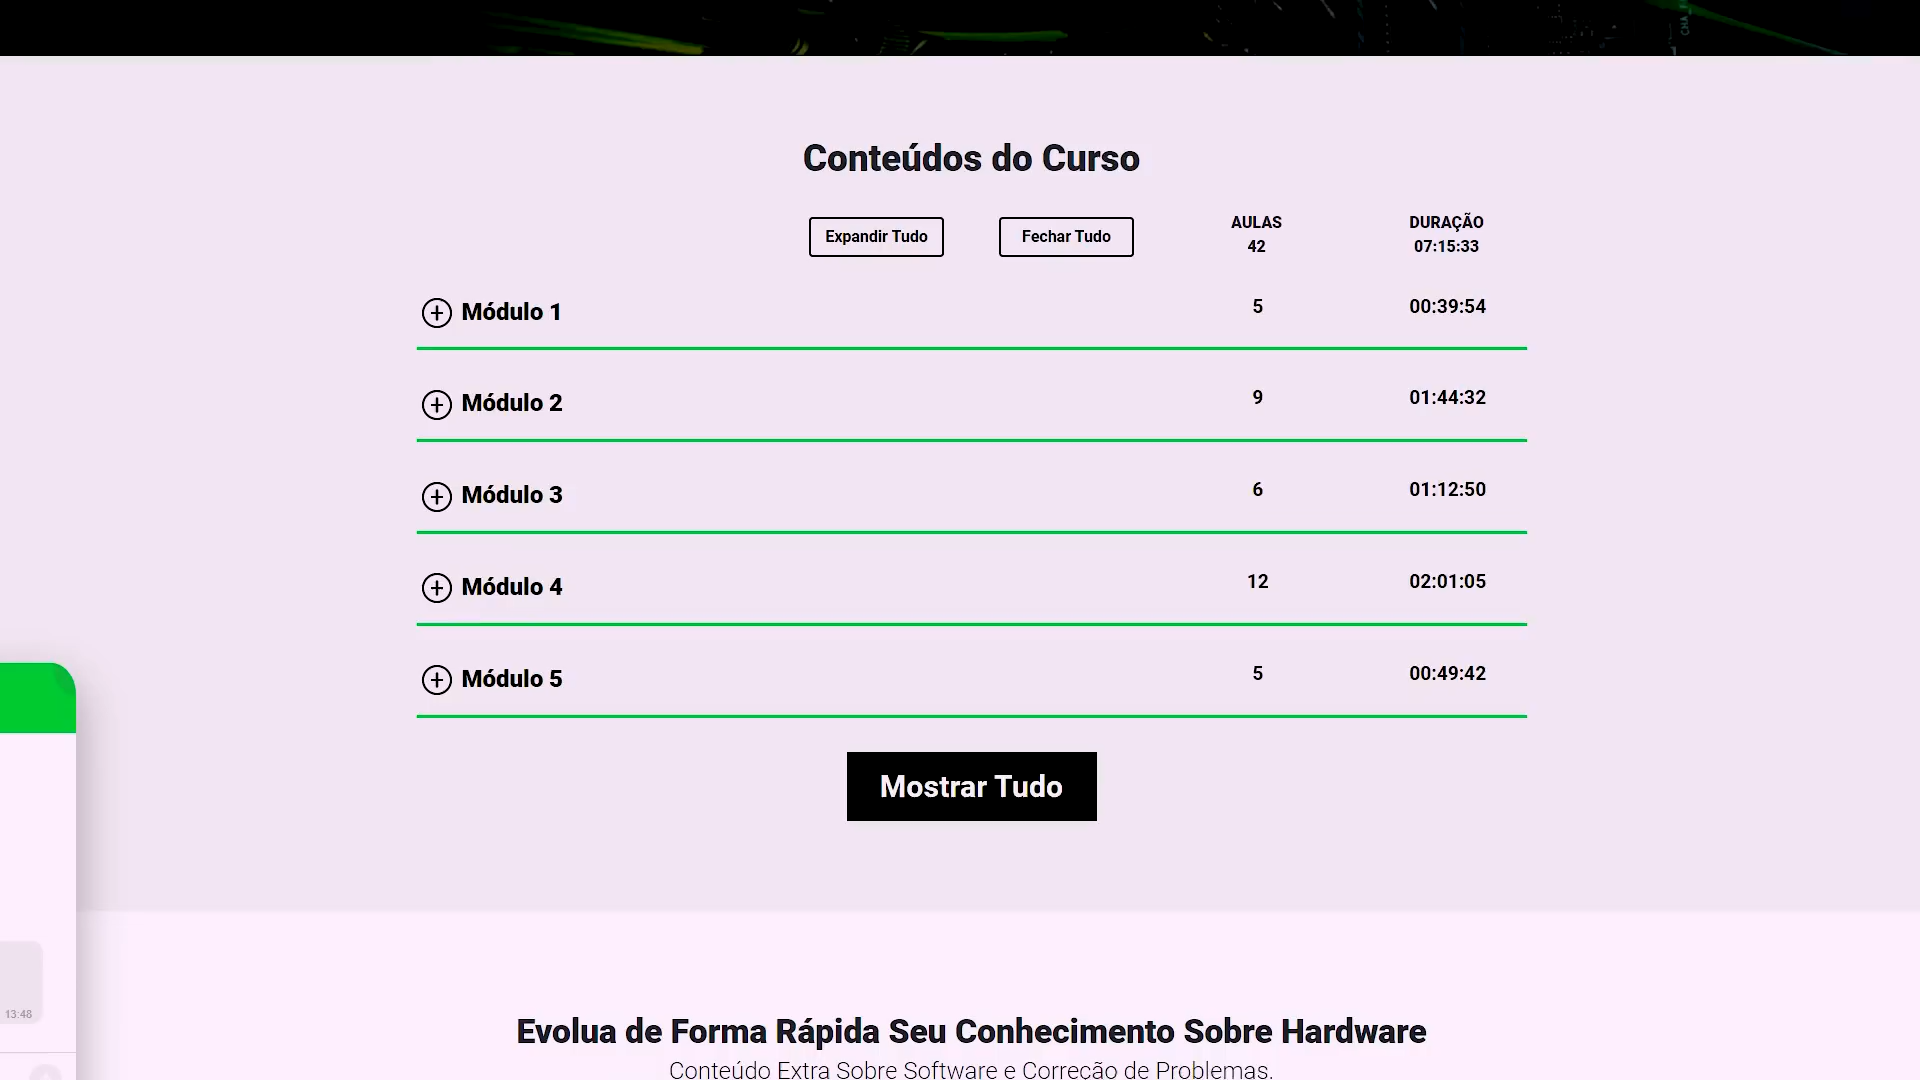 Conteúdos do Curso
Expandir Tudo
Fechar Tudo
AULAS
42
DURAÇÃO
07:15:33
Módulo 1 5 00:39:54
Módulo 2 9 01:44:32
Módulo 3 6 01:12:50
Módulo 4 12 02:01:05
Módulo 5 5 00:49:42
Mostrar Tudo
13:48
Evolua de Forma Rápida Seu Conhecimento Sobre Hardware
Conteúdo Extra Sobre Software e Correção de Problemas.